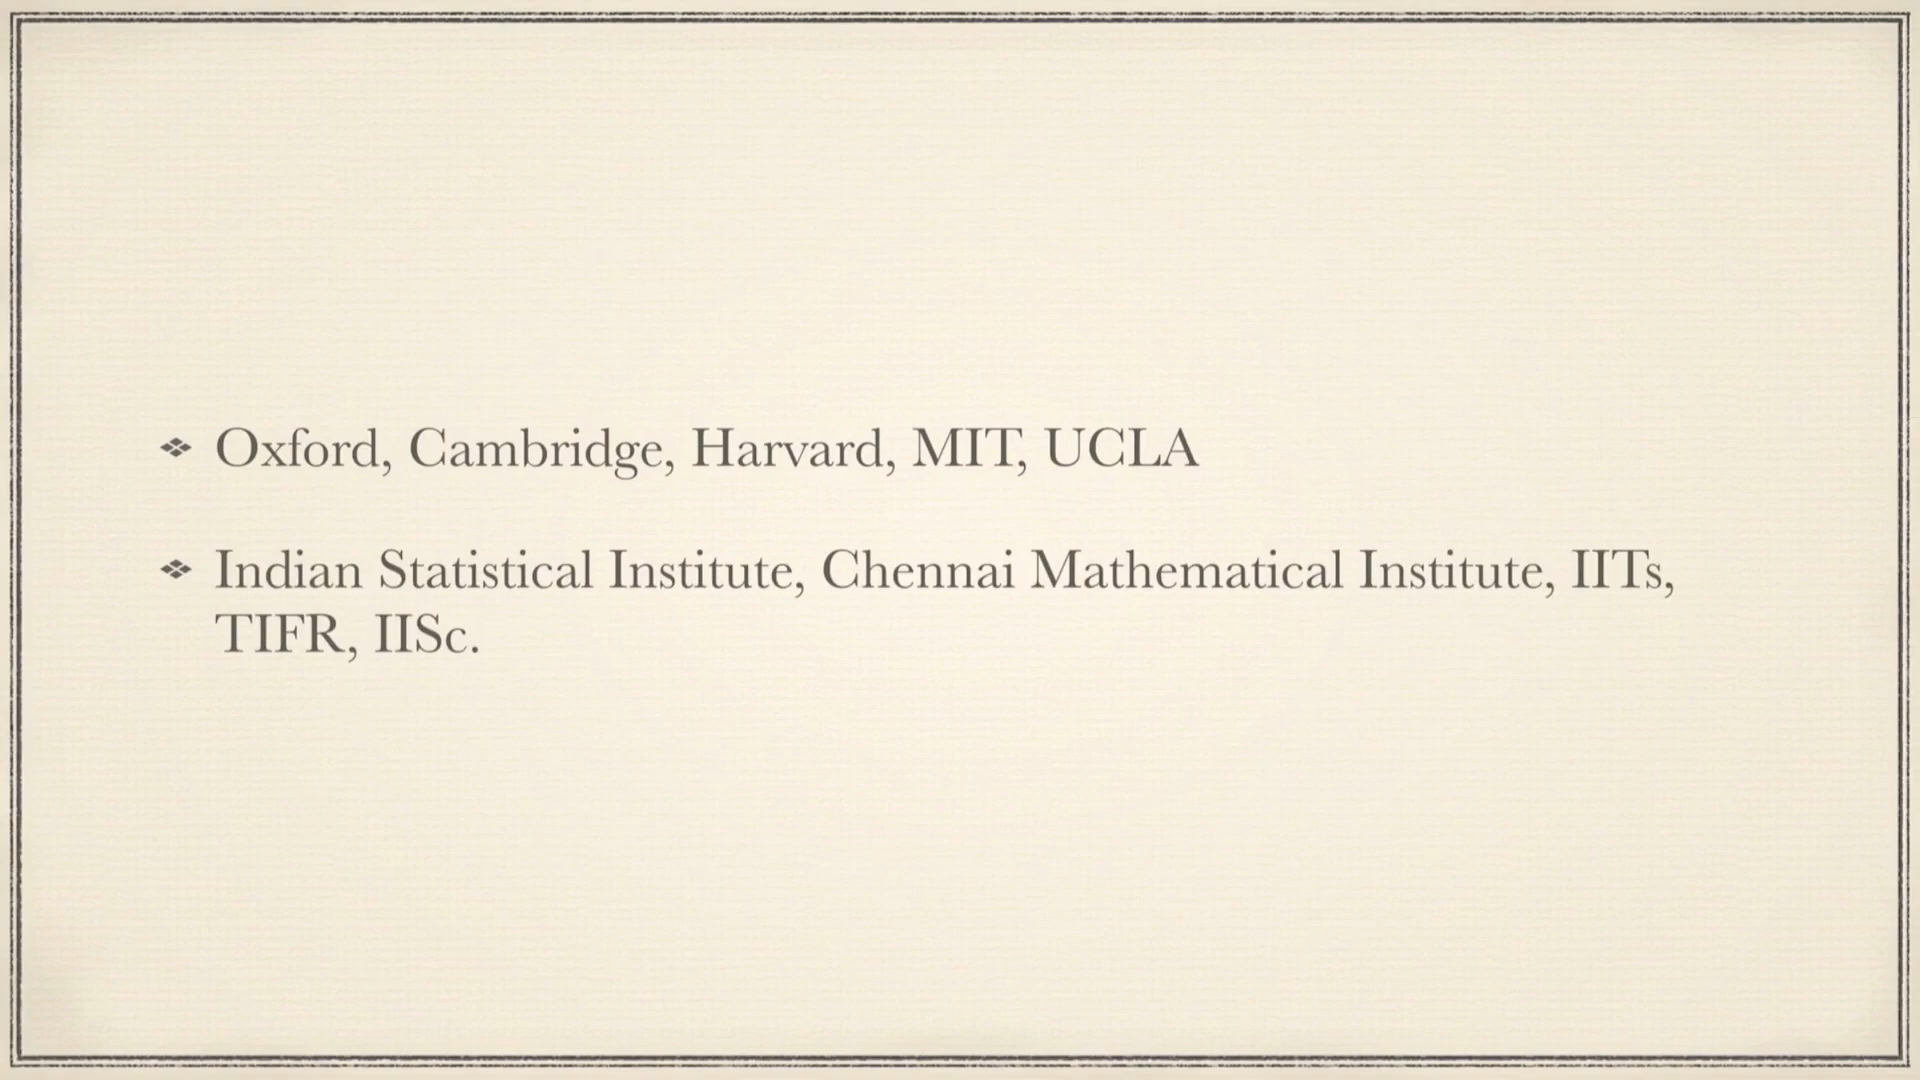 ❖ Oxford, Cambridge, Harvard, MIT, UCLA
❖ Indian Statistical Institute, Chennai Mathematical Institute, IITs,
TIFR, IISc.